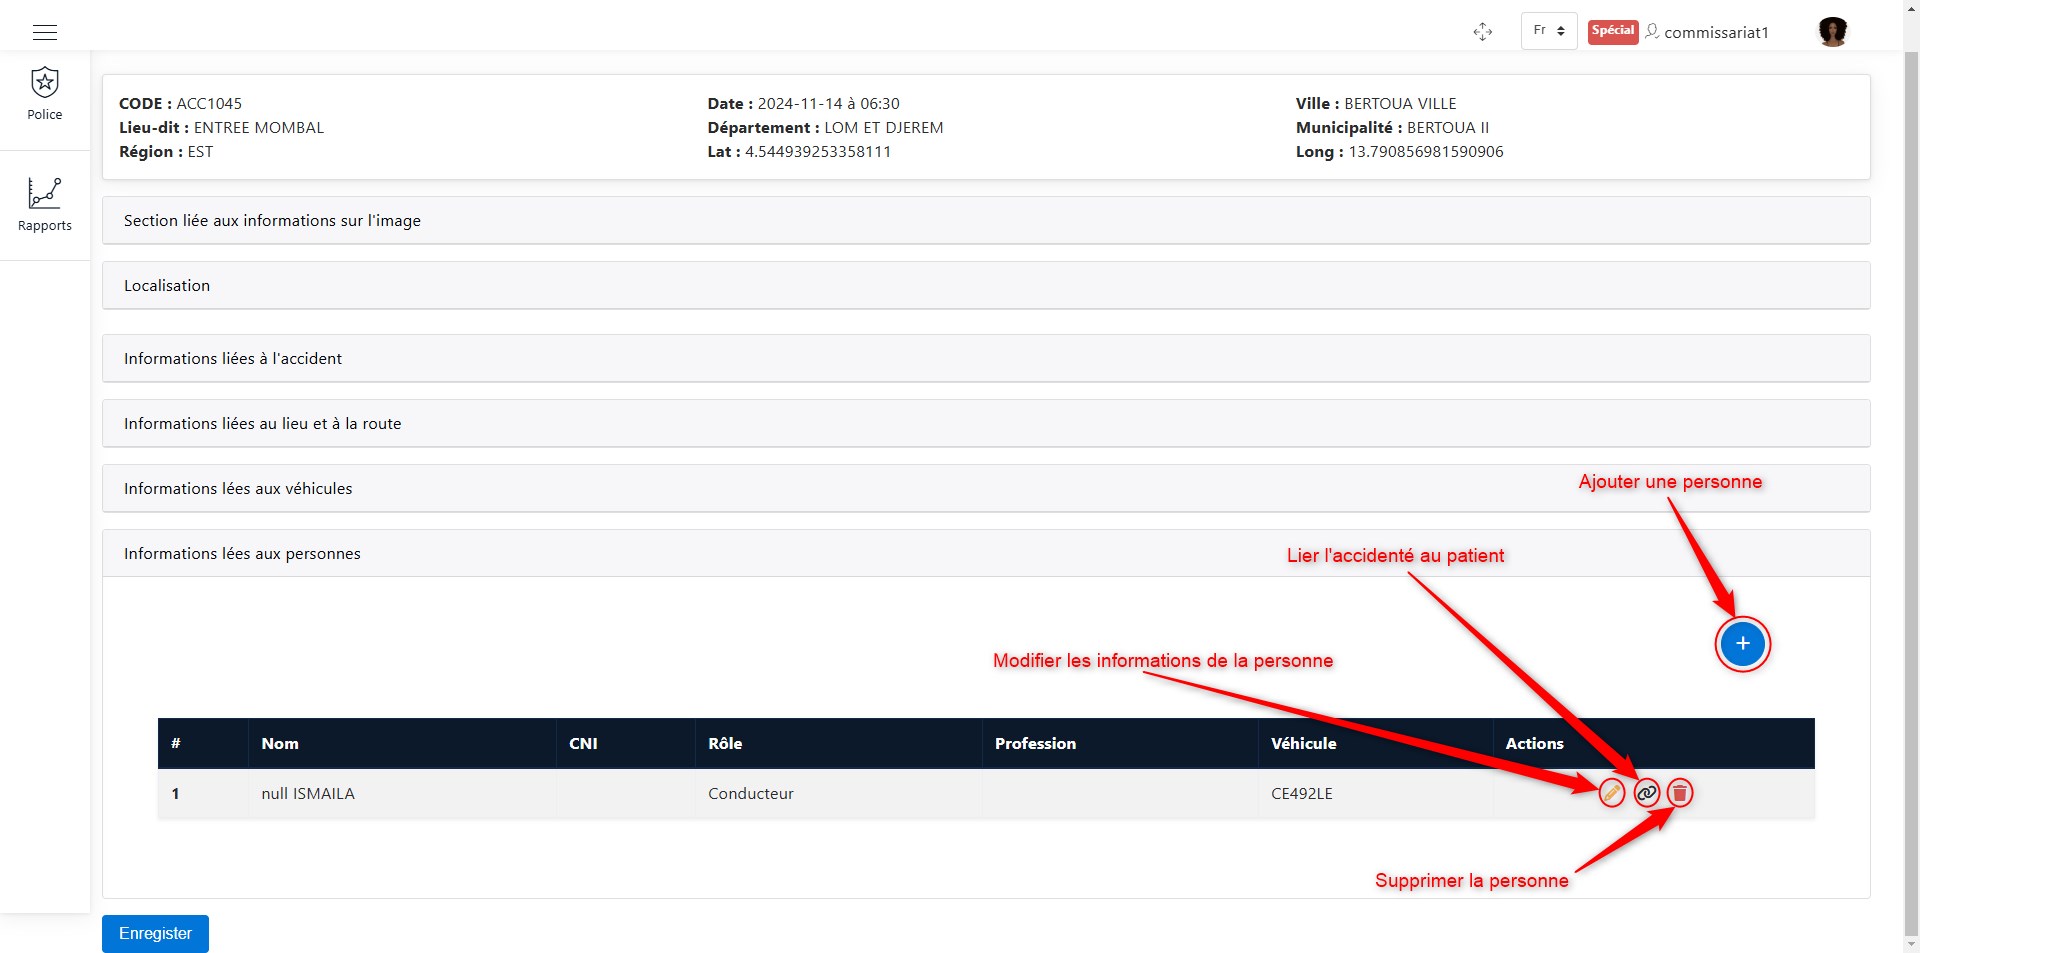 Fr
Spécial
commissariat1
Police
Rapports
CODE : ACC1045
Date : 2024-11-14 à 06:30
Ville : BERTOUA VILLE
Lieu-dit : ENTREE MOMBAL
Département : LOM ET DJEREM
Municipalité : BERTOUA II
Région : EST
Lat : 4.544939253358111
Long : 13.790856981590906
Section liée aux informations sur l'image
Localisation
Informations liées à l'accident
Informations liées au lieu et à la route
Informations lées aux véhicules
Ajouter une personne
Informations lées aux personnes
Lier l'accidenté au patient
Modifier les informations de la personne
# Nom CNI Rôle Profession Véhicule Actions
1 null ISMAILA Conducteur CE492LE
Supprimer la personne
Enregister